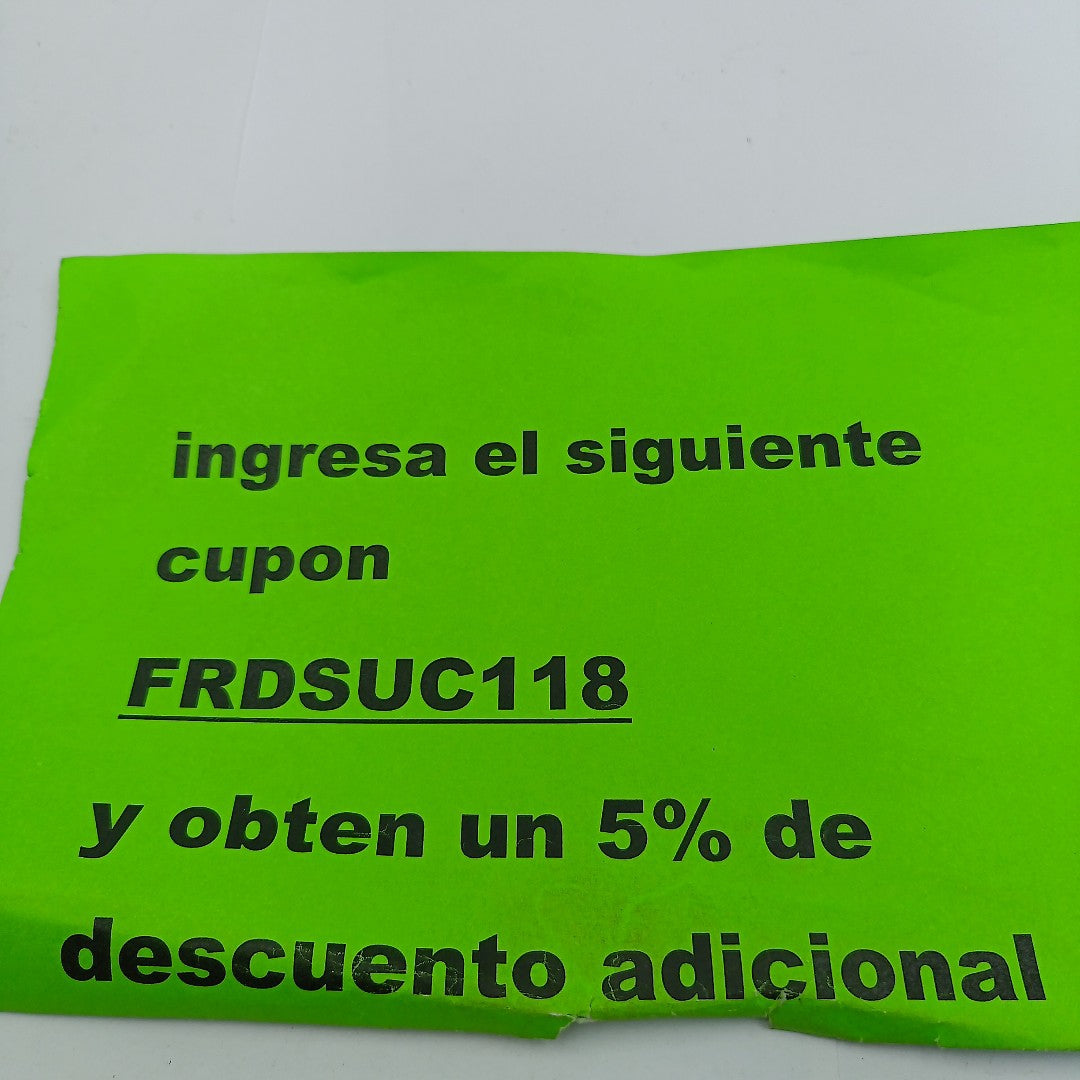 ingresa el siguiente
cupon
FRDSUC118
y obten un 5% de
descuento adicional